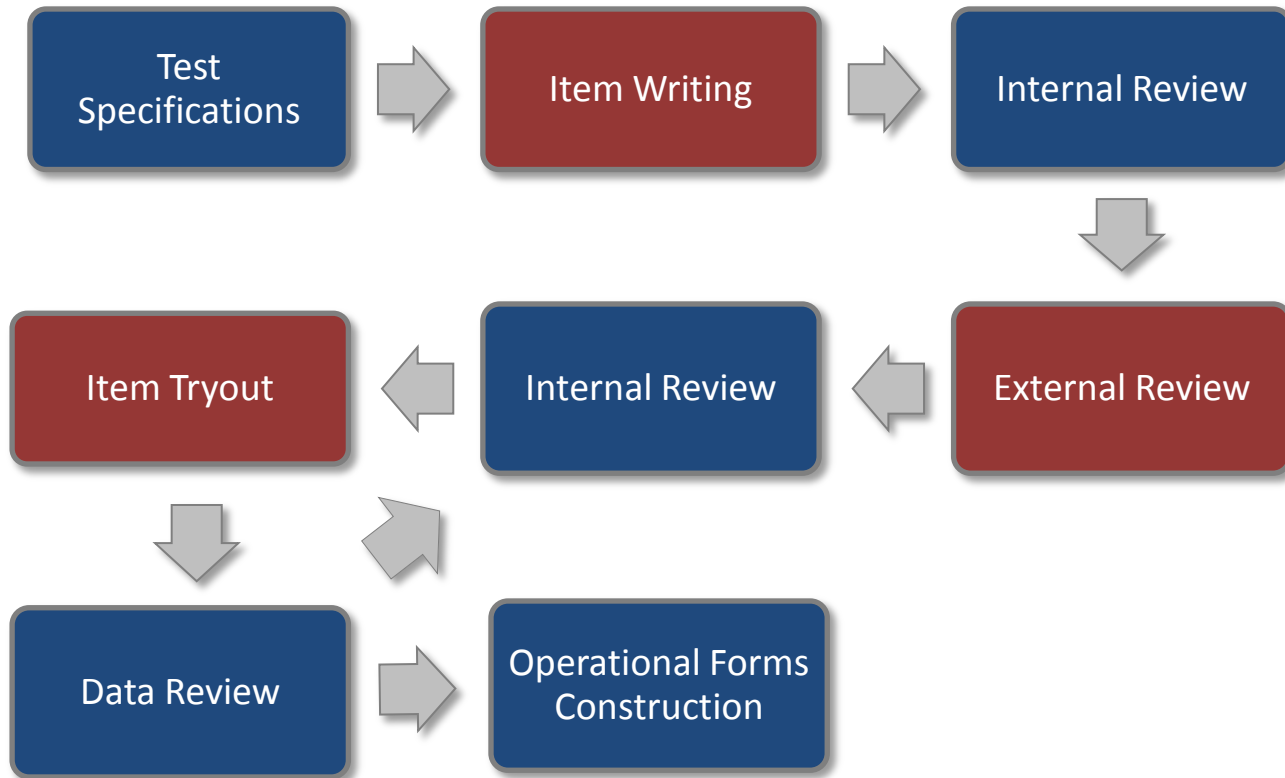 Test
Specifications
Item Writing
Internal Review
Item Tryout
Internal Review
External Review
Data Review
Operational Forms
Construction